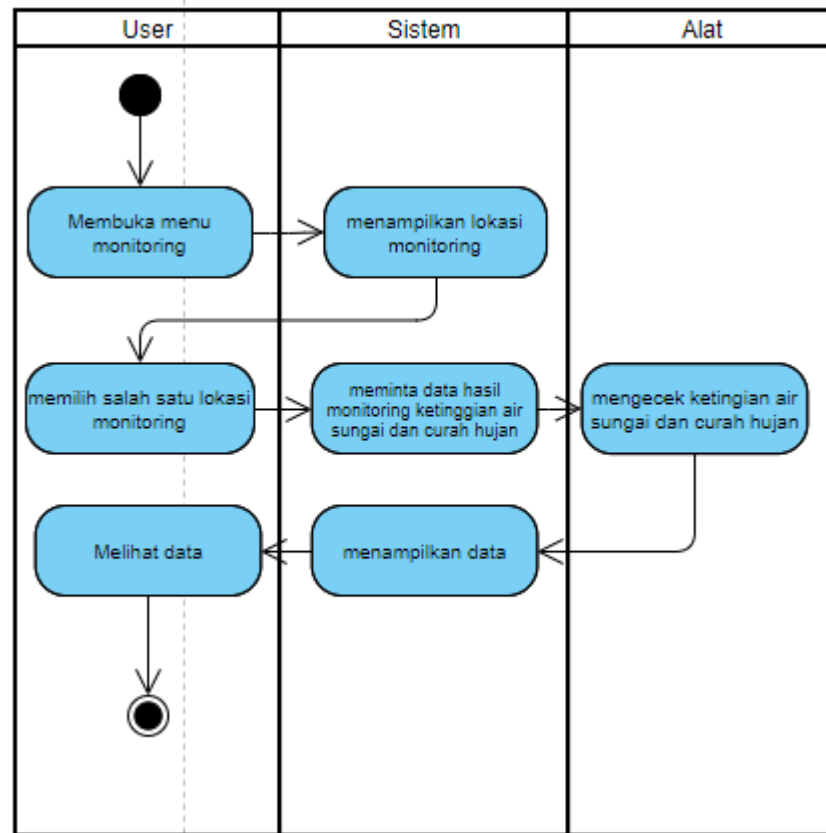 User
Sistem
Alat
Membuka menu
monitoring
menampilkan lokasi
monitoring
memilih salah satu lokasi
monitoring
meminta data hasil
monitoring ketinggian air
sungai dan curah hujan
mengecek ketingian air
sungai dan curah hujan
Melihat data
menampilkan data